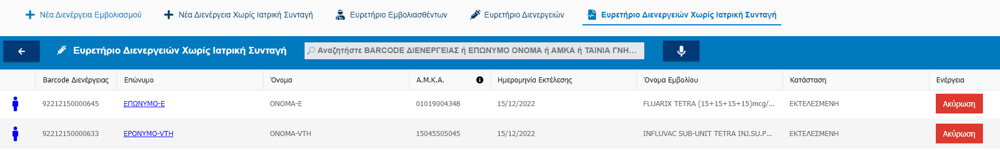 Νέα Διενέργεια Εμβολιασμού Νέα Διενέργεια Χωρίς Ιατρική Συνταγή Ευρετήριο Εμβολιασθέντων Ευρετήριο Διενεργειών Ευρετήριο Διενεργειών Χωρίς Ιατρική Συνταγή
Ευρετήριο Διενεργειών Χωρίς Ιατρική Συνταγή Αναζητήστε BARCODE ΔΙΕΝΕΡΓΕΙΑΣ ή ΕΠΩΝΥΜΟ ΟΝΟΜΑ ή ΑΜΚΑ ή ΤΑΙΝΙΑ ΓΝΗ...
Barcode Διενέργειας Επώνυμο Όνομα Α.Μ.Κ.Α. Ημερομηνία Εκτέλεσης Όνομα Εμβολίου Κατάσταση Ενέργεια
92212150000645 ΕΠΩΝΥΜΟ-Ε ΟΝΟΜΑ-Ε 01019004348 15/12/2022 FLUARIX TETRA (15+15+15+15)mcg/... ΕΚΤΕΛΕΣΜΕΝΗ Ακύρωση
92212150000633 ΕΡΟΝΥΜΟ-VTH ΟΝΟΜΑ-VTH 15045505045 15/12/2022 INFLUVAC SUB-UNIT TETRA INJ.SU.P... ΕΚΤΕΛΕΣΜΕΝΗ Ακύρωση